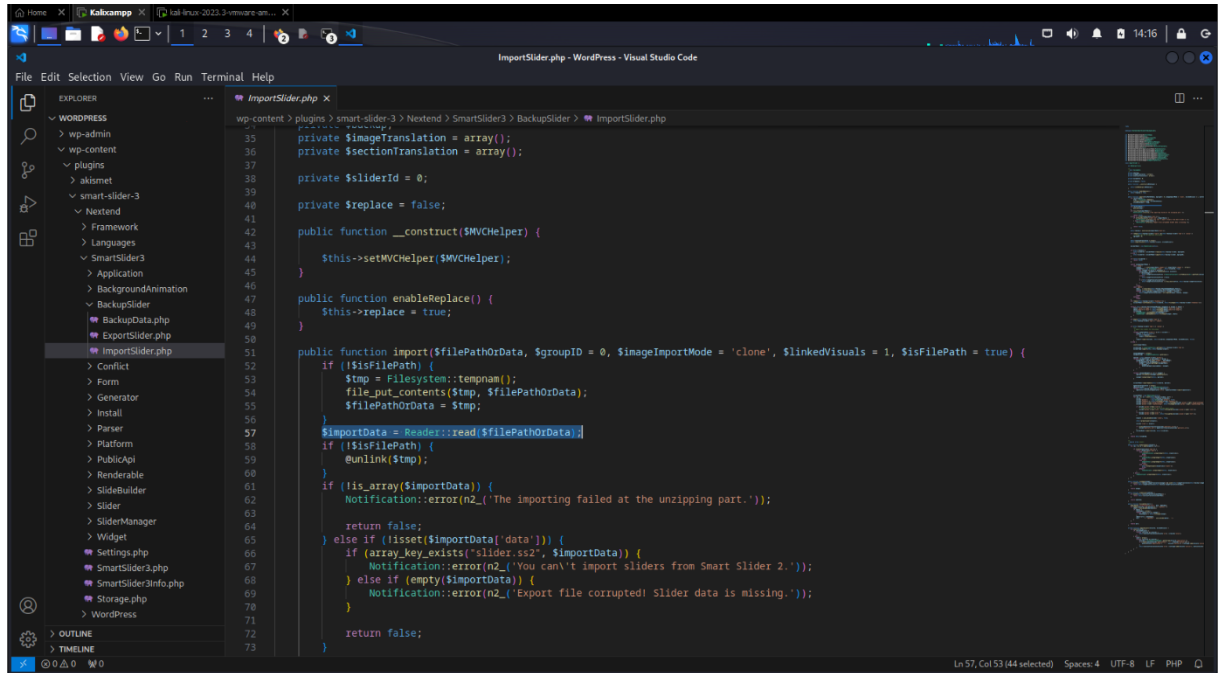 Home
Kalixampp
kali-linux-2023.3-vmware-am...
1 2 3 4
14:16
ImportSlider.php - WordPress - Visual Studio Code
File Edit Selection View Go Run Terminal Help
EXPLORER
WORDPRESS
> wp-admin
wp-content
plugins
> akismet
smart-slider-3
Nextend
> Framework
> Languages
SmartSlider3
> Application
> BackgroundAnimation
BackupSlider
BackupData.php
ExportSlider.php
ImportSlider.php
> Conflict
> Form
> Generator
> Install
> Parser
> Platform
> PublicApi
> Renderable
> SlideBuilder
> Slider
> SliderManager
> Widget
Settings.php
SmartSlider3.php
SmartSlider3Info.php
Storage.php
> WordPress
> OUTLINE
> TIMELINE
ImportSlider.php
wp-content > plugins > smart-slider-3 > Nextend > SmartSlider3 > BackupSlider > ImportSlider.php
34 private $backup;
35 private $imageTranslation = array();
36 private $sectionTranslation = array();
37
38 private $sliderId = 0;
39
40 private $replace = false;
41
42 public function __construct($MVCHelper) {
43
44 $this->setMVCHelper($MVCHelper);
45 }
46
47 public function enableReplace() {
48 $this->replace = true;
49 }
50
51 public function import($filePathOrData, $groupID = 0, $imageImportMode = 'clone', $linkedVisuals = 1, $isFilePath = true) {
52 if (!$isFilePath) {
53 $tmp = Filesystem::tempnam();
54 file_put_contents($tmp, $filePathOrData);
55 $filePathOrData = $tmp;
56 }
57 $importData = Reader::read($filePathOrData);
58 if (!$isFilePath) {
59 @unlink($tmp);
60 }
61 if (!is_array($importData)) {
62 Notification::error(n2_('The importing failed at the unzipping part.'));
63
64 return false;
65 } else if (!isset($importData['data'])) {
66 if (array_key_exists("slider.ss2", $importData)) {
67 Notification::error(n2_('You can\'t import sliders from Smart Slider 2.'));
68 } else if (empty($importData)) {
69 Notification::error(n2_('Export file corrupted! Slider data is missing.'));
70 }
71
72 return false;
73 }
0 0 0
Ln 57, Col 53 (44 selected) Spaces: 4 UTF-8 LF PHP